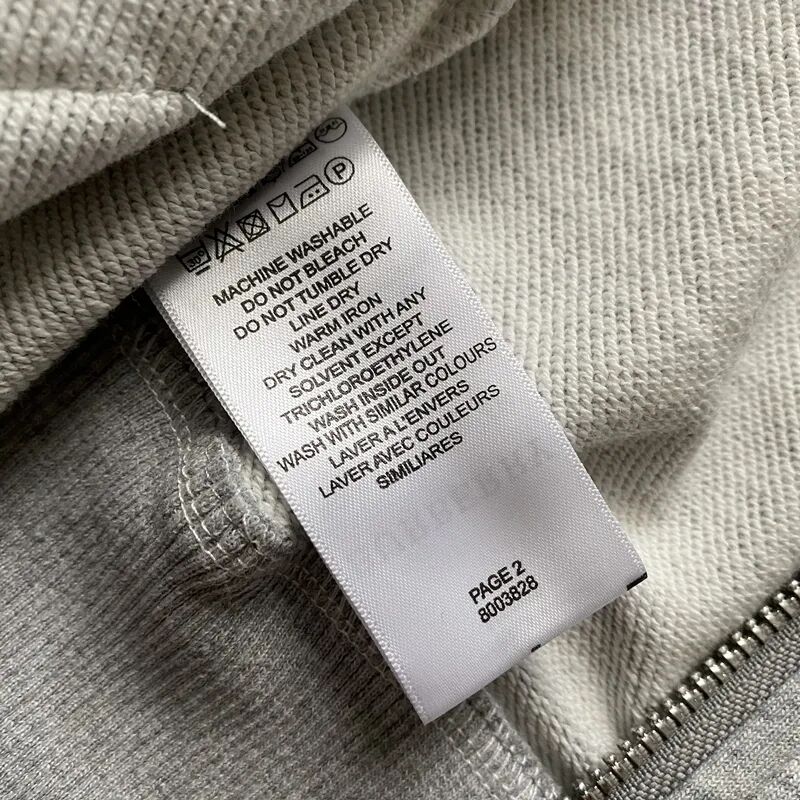 30°
P
MACHINE WASHABLE
DO NOT BLEACH
DO NOT TUMBLE DRY
LINE DRY
WARM IRON
DRY CLEAN WITH ANY
SOLVENT EXCEPT
TRICHLOROETHYLENE
WASH INSIDE OUT
WASH WITH SIMILAR COLOURS
LAVER A L'ENVERS
LAVER AVEC COULEURS
SIMILIARES
PAGE 2
8003828